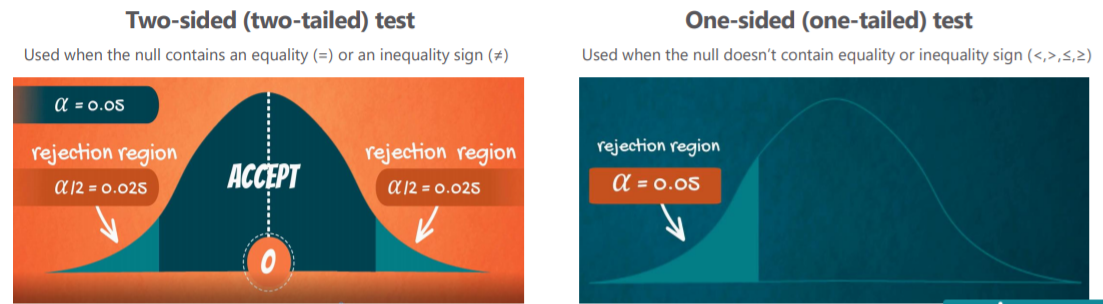 Two-sided (two-tailed) test
Used when the null contains an equality (=) or an inequality sign (≠)
α = 0.05
rejection region
α/2 = 0.025
ACCEPT
rejection region
α/2 = 0.025
0
One-sided (one-tailed) test
Used when the null doesn’t contain equality or inequality sign (<,>,≤,≥)
rejection region
α = 0.05